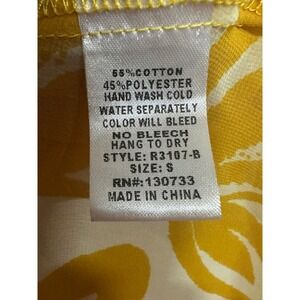 55%COTTON
45%POLYESTER
HAND WASH COLD
WATER SEPARATELY
COLOR WILL BLEED
NO BLEECH
HANG TO DRY
STYLE: R3107-B
SIZE: S
RN#:130733
MADE IN CHINA